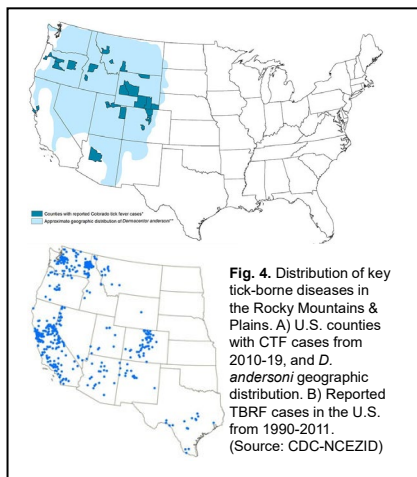 Counties with reported Colorado tick fever cases*
Approximate geographic distribution of Dermacentor andersoni**
Fig. 4. Distribution of key
tick-borne diseases in
the Rocky Mountains &
Plains. A) U.S. counties
with CTF cases from
2010-19, and D.
andersoni geographic
distribution. B) Reported
TBRF cases in the U.S.
from 1990-2011.
(Source: CDC-NCEZID)